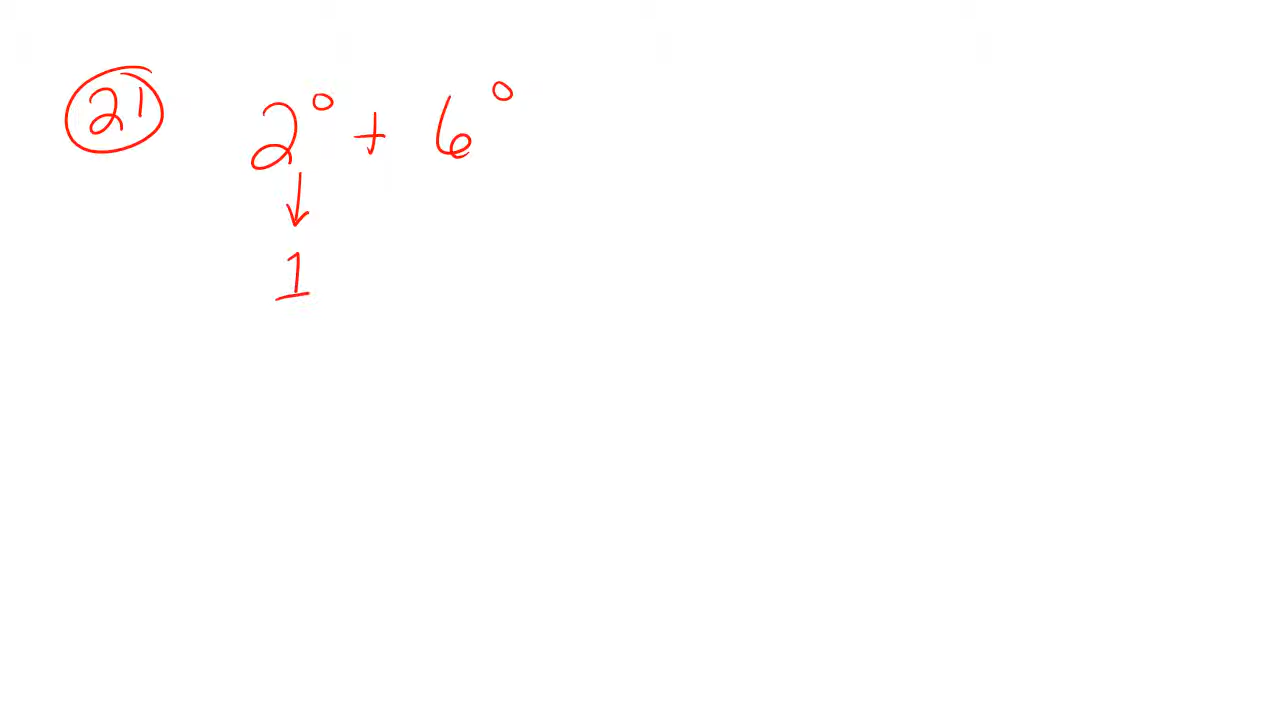 21 2⁰ + 6⁰
↓
1